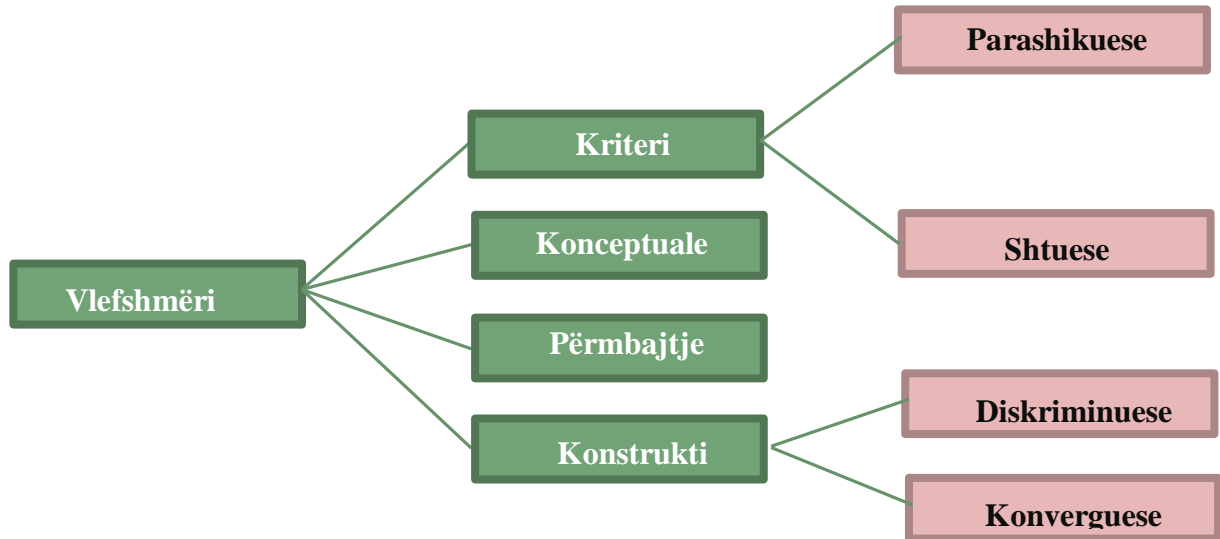 Vlefshmëri
Kriteri
Konceptuale
Përmbajtje
Konstrukti
Parashikuese
Shtuese
Diskriminuese
Konverguese